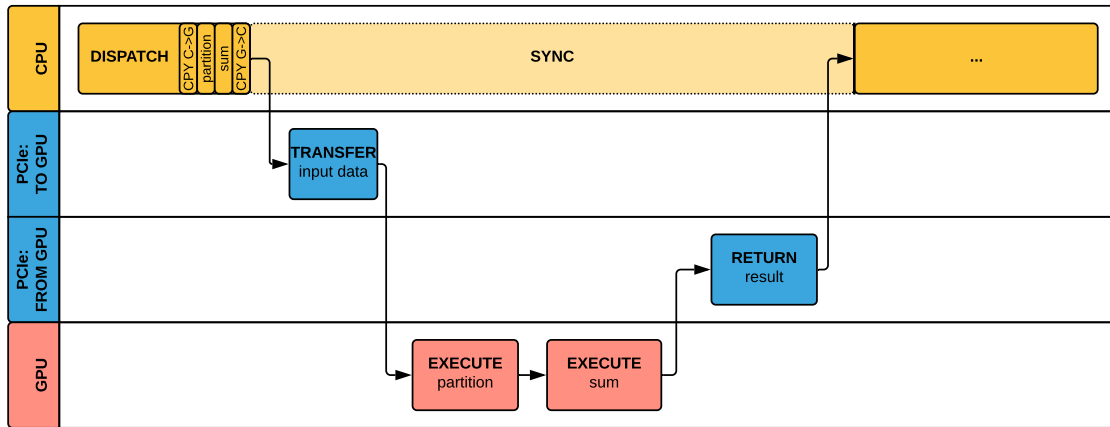 CPU
DISPATCH
CPY C->G
partition
sum
CPY G->C
SYNC
...
PCIe:
TO GPU
TRANSFER
input data
PCIe:
FROM GPU
RETURN
result
GPU
EXECUTE
partition
EXECUTE
sum